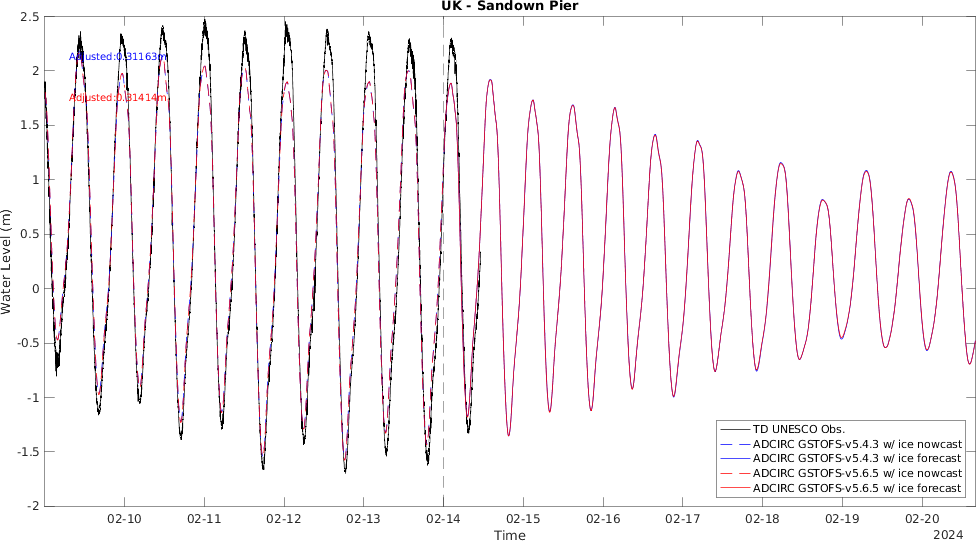 UK - Sandown Pier
2.5
2
1.5
1
0.5
0
-0.5
-1
-1.5
-2
Water Level (m)
Adjusted:0.31163m
Adjusted:0.31414m
TD UNESCO Obs.
ADCIRC GSTOFS-v5.4.3 w/ ice nowcast
ADCIRC GSTOFS-v5.4.3 w/ ice forecast
ADCIRC GSTOFS-v5.6.5 w/ ice nowcast
ADCIRC GSTOFS-v5.6.5 w/ ice forecast
02-10 02-11 02-12 02-13 02-14 02-15 02-16 02-17 02-18 02-19 02-20
Time
2024